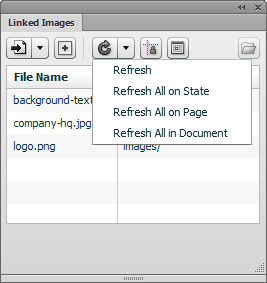 Linked Images
Refresh
Refresh All on State
Refresh All on Page
Refresh All in Document
File Name
background-text
company-hq.jpg
logo.png
images/